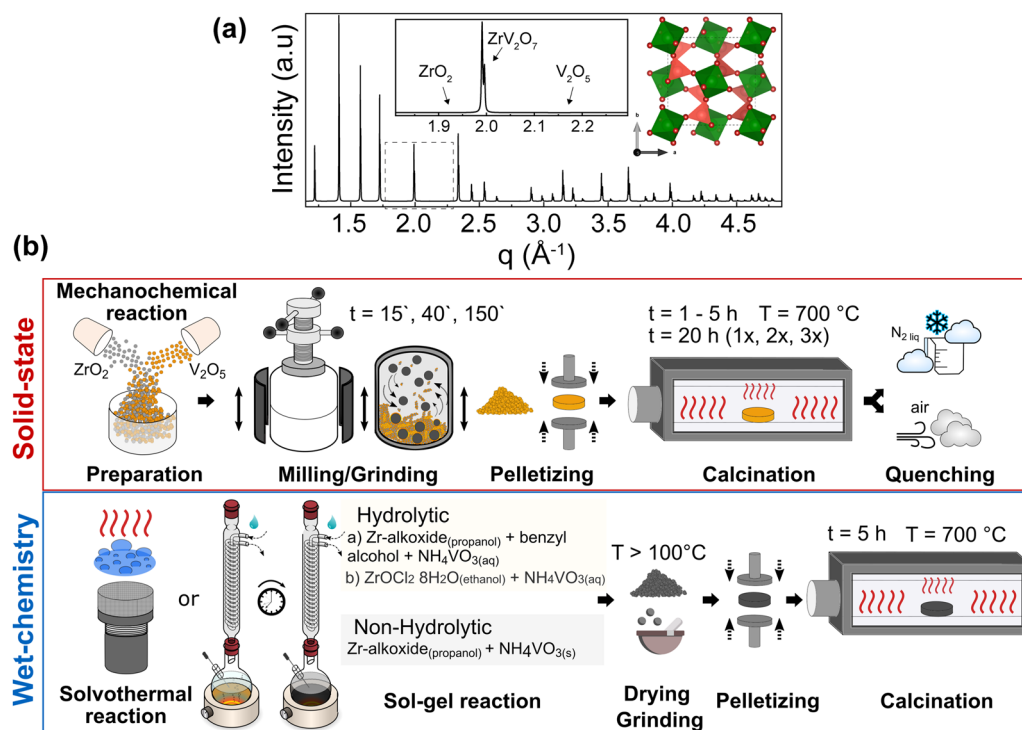 (a)
Intensity (a.u)
ZrO2
ZrV2O7
V2O5
1.9 2.0 2.1 2.2
b
a
1.5 2.0 2.5 3.0 3.5 4.0 4.5
q (Å-1)
(b)
Solid-state
Mechanochemical
reaction
ZrO2
V2O5
Preparation
t = 15`, 40`, 150`
Milling/Grinding
Pelletizing
t = 1 - 5 h T = 700 °C
t = 20 h (1x, 2x, 3x)
Calcination
N2 liq
air
Quenching
Wet-chemistry
or
Solvothermal
reaction
Hydrolytic
a) Zr-alkoxide(propanol) + benzyl
alcohol + NH4VO3(aq)
b) ZrOCl2 8H2O(ethanol) + NH4VO3(aq)
Non-Hydrolytic
Zr-alkoxide(propanol) + NH4VO3(s)
Sol-gel reaction
T > 100°C
Drying
Grinding
Pelletizing
t = 5 h T = 700 °C
Calcination